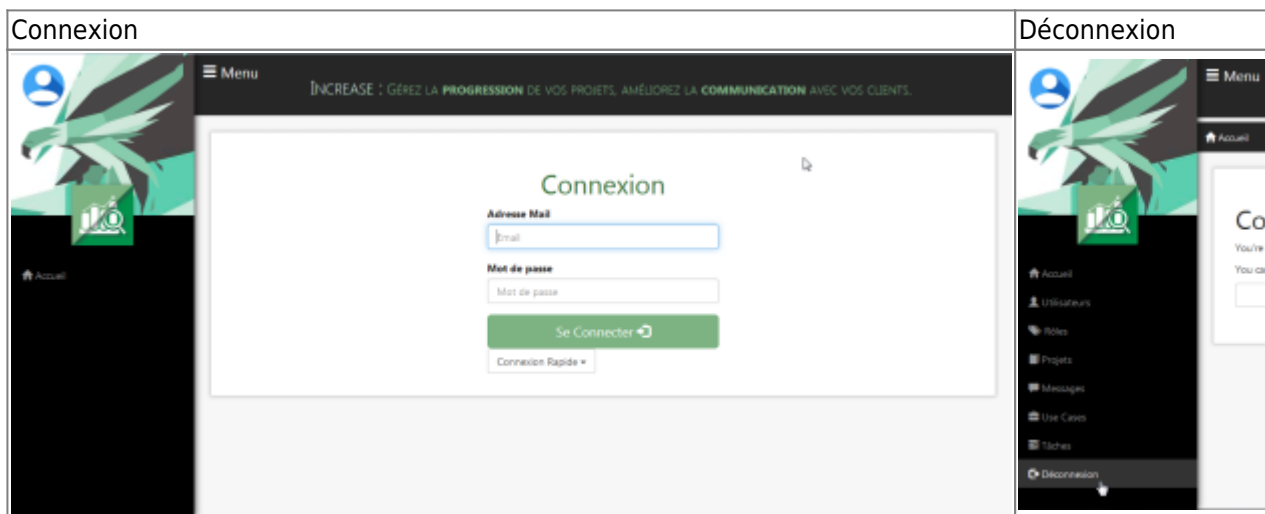 Connexion
Menu
INCREASE : GÉREZ LA PROGRESSION DE VOS PROJETS, AMÉLIOREZ LA COMMUNICATION AVEC VOS CLIENTS.
Connexion
Adresse Mail
Email
Mot de passe
Mot de passe
Se Connecter
Connexion Rapide
Accueil
Déconnexion
Menu
Accueil
Co
You're
You ca
Accueil
Utilisateurs
Rôles
Projets
Messages
Use Cases
Tâches
Déconnexion